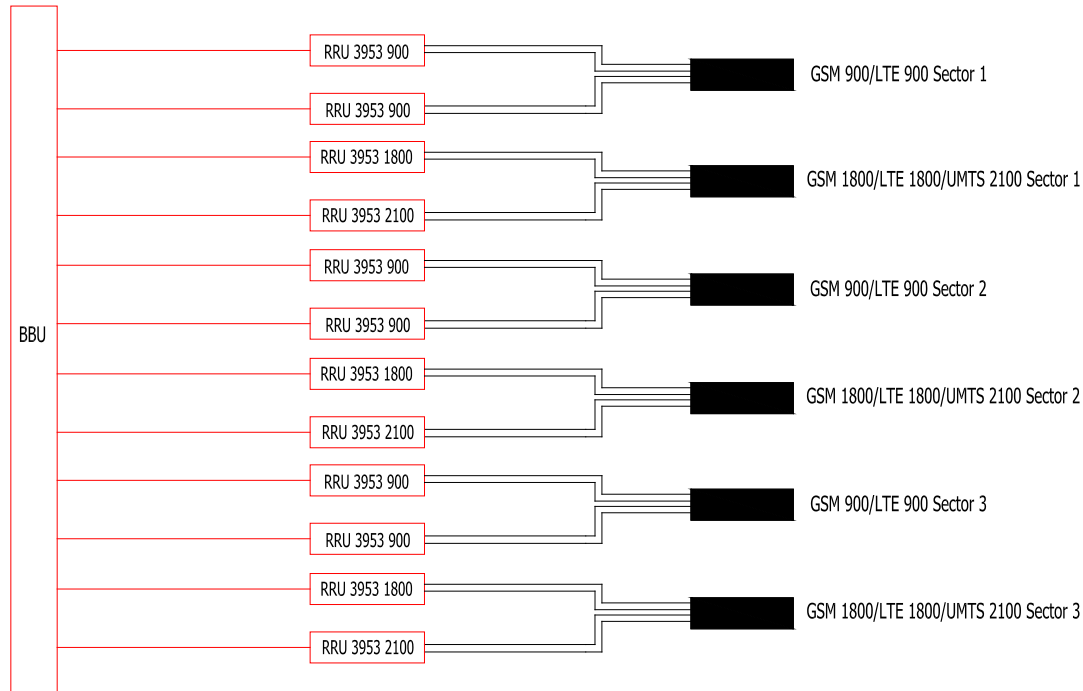 BBU
RRU 3953 900
GSM 900/LTE 900 Sector 1
RRU 3953 900
RRU 3953 1800
GSM 1800/LTE 1800/UMTS 2100 Sector 1
RRU 3953 2100
RRU 3953 900
GSM 900/LTE 900 Sector 2
RRU 3953 900
RRU 3953 1800
GSM 1800/LTE 1800/UMTS 2100 Sector 2
RRU 3953 2100
RRU 3953 900
GSM 900/LTE 900 Sector 3
RRU 3953 900
RRU 3953 1800
GSM 1800/LTE 1800/UMTS 2100 Sector 3
RRU 3953 2100